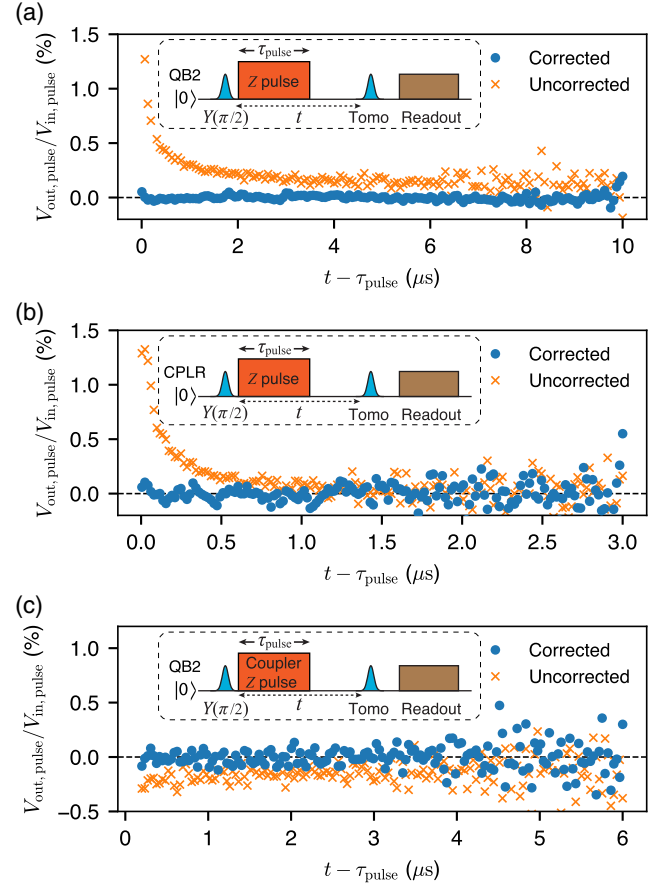 (a)
V_out, pulse/V_in, pulse (%)
1.5
1.0
0.5
0.0
τ_pulse
QB2
|0⟩
Z pulse
Y(π/2)
t
Tomo
Readout
Corrected
Uncorrected
0
2
4
6
8
10
t − τ_pulse (μs)
(b)
V_out, pulse/V_in, pulse (%)
1.5
1.0
0.5
0.0
τ_pulse
CPLR
|0⟩
Z pulse
Y(π/2)
t
Tomo
Readout
Corrected
Uncorrected
0.0
0.5
1.0
1.5
2.0
2.5
3.0
t − τ_pulse (μs)
(c)
V_out, pulse/V_in, pulse (%)
1.0
0.5
0.0
−0.5
τ_pulse
QB2
|0⟩
Coupler
Z pulse
Y(π/2)
t
Tomo
Readout
Corrected
Uncorrected
0
1
2
3
4
5
6
t − τ_pulse (μs)